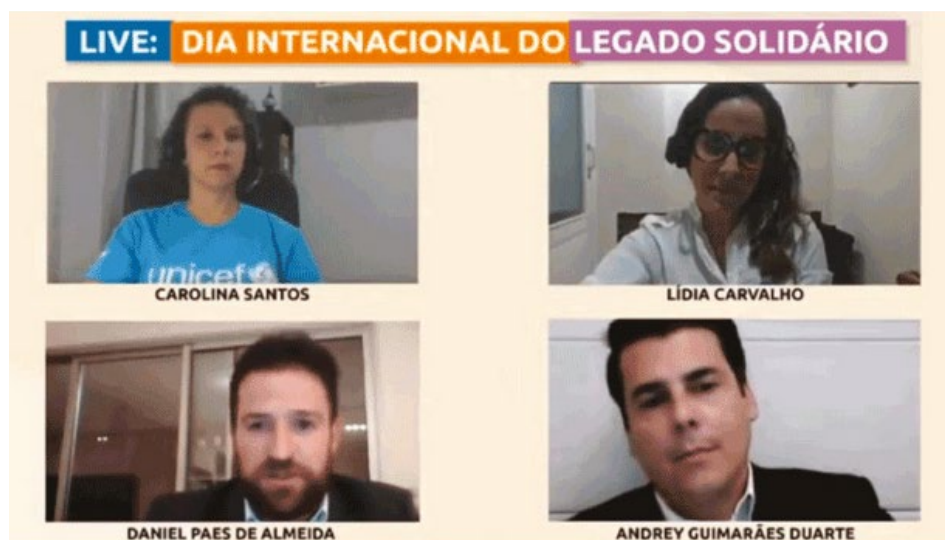 LIVE: DIA INTERNACIONAL DO LEGADO SOLIDÁRIO
unicef
CAROLINA SANTOS
LÍDIA CARVALHO
DANIEL PAES DE ALMEIDA
ANDREY GUIMARÃES DUARTE